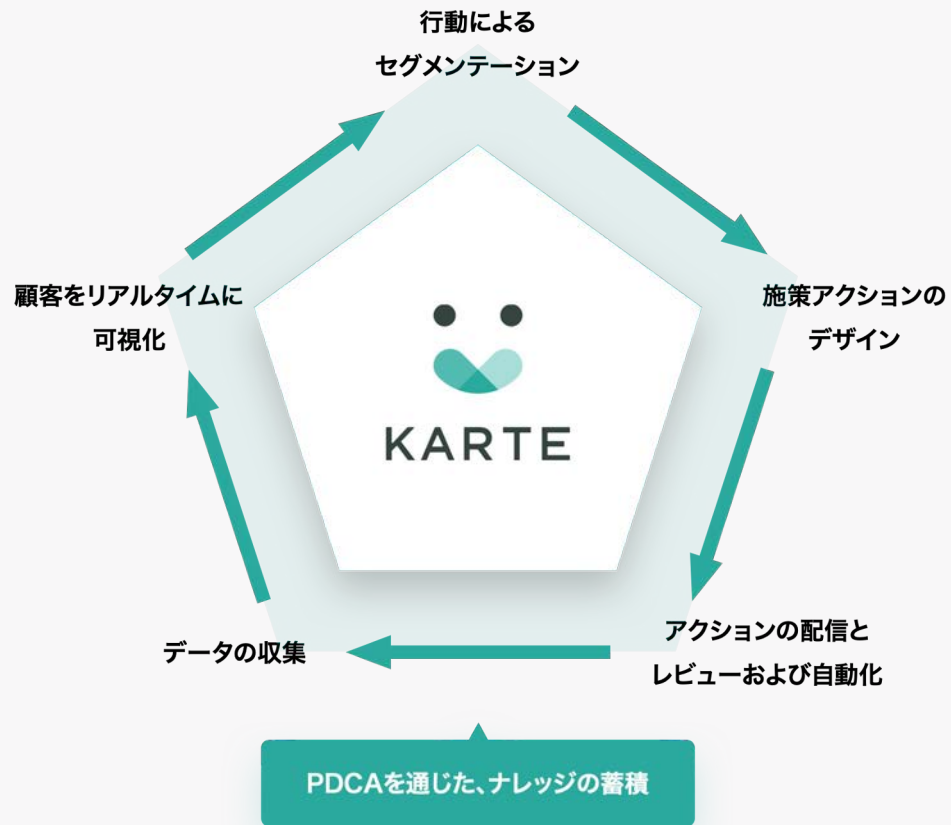 行動による
セグメンテーション
顧客をリアルタイムに
可視化
施策アクションの
デザイン
KARTE
アクションの配信と
レビューおよび自動化
データの収集
PDCAを通じた、ナレッジの蓄積